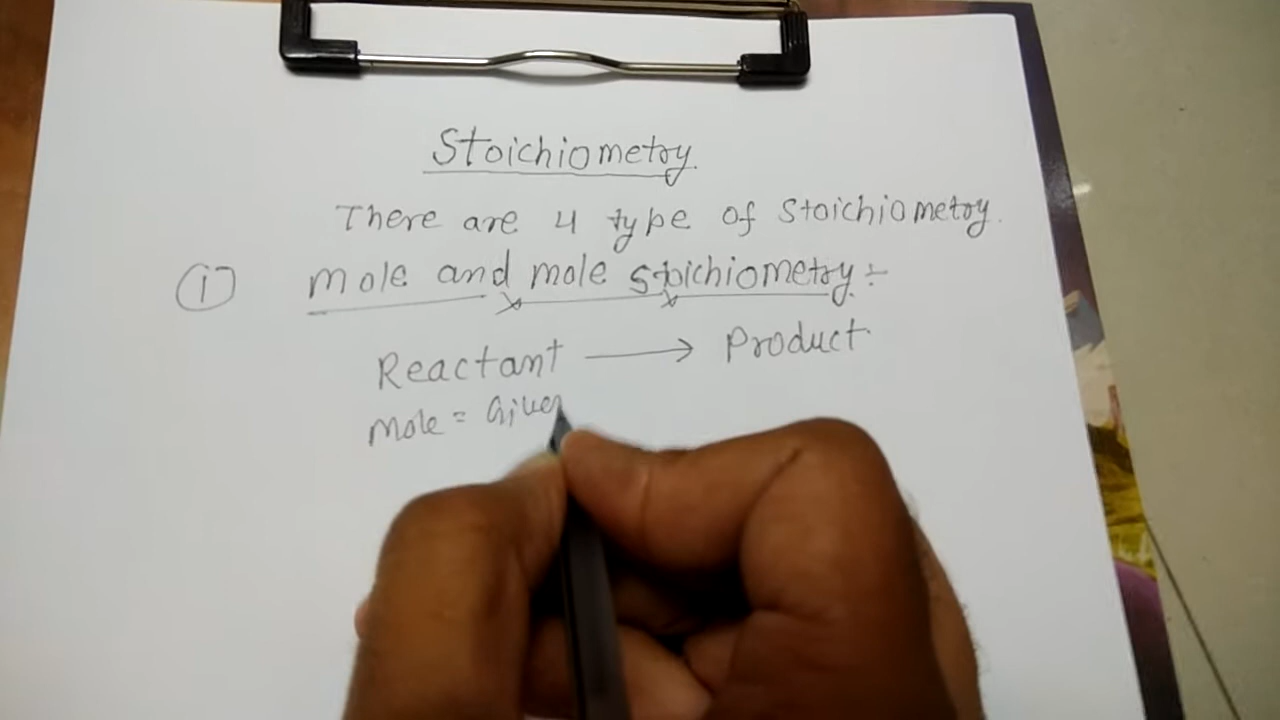 Stoichiometry.
There are 4 type of Stoichiometry.
(1) mole and mole stoichiometry :-
Reactant → Product
Mole = Given